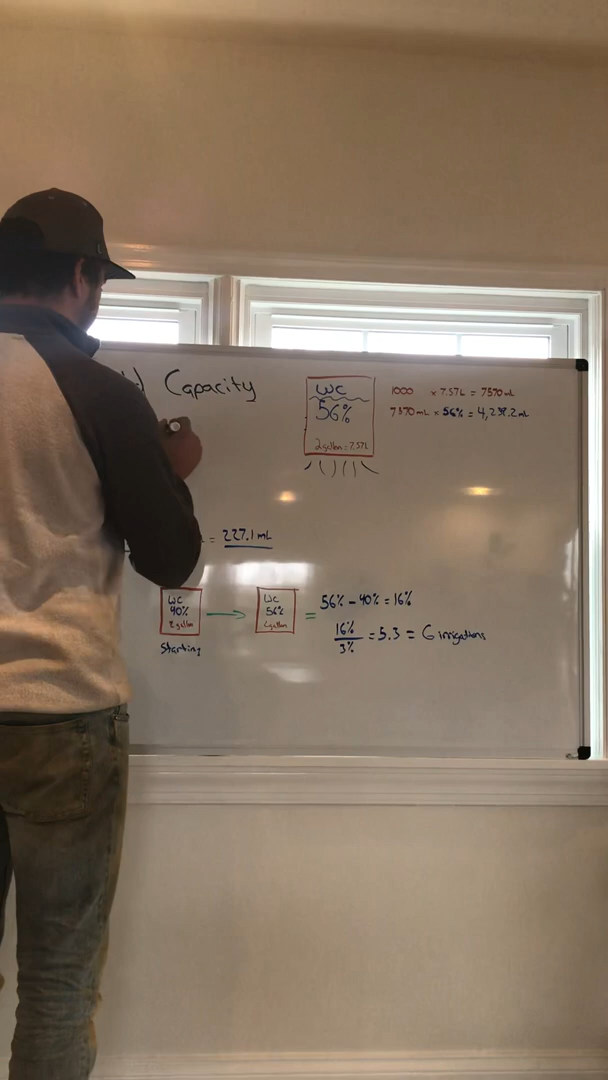 Capacity
WC
56%
2 gallon = 7.57L
1000 x 7.57L = 7570 mL
7570 mL x 56% = 4,239.2 mL
= 227.1 mL
WC
40%
2 gallon
Starting
WC
56%
2 gallon
= 56% - 40% = 16%
16%
3%
= 5.3 = 6 irrigations